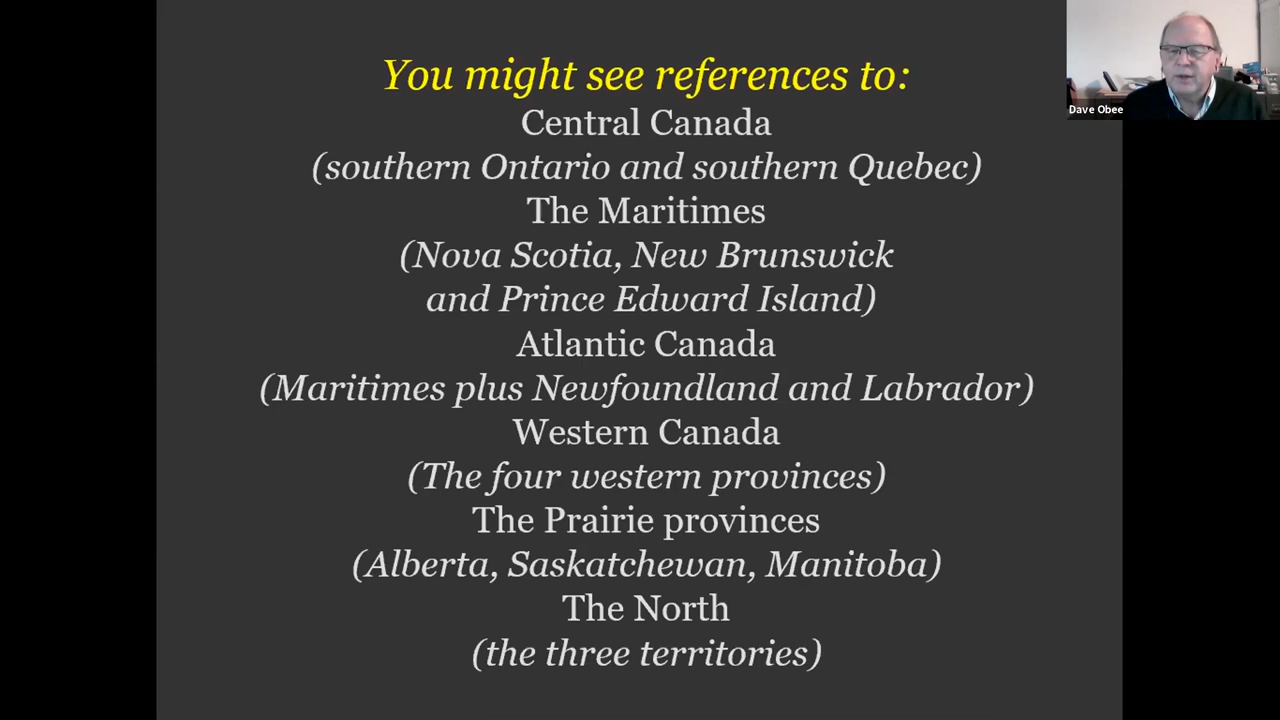 You might see references to:
Central Canada
(southern Ontario and southern Quebec)
The Maritimes
(Nova Scotia, New Brunswick
and Prince Edward Island)
Atlantic Canada
(Maritimes plus Newfoundland and Labrador)
Western Canada
(The four western provinces)
The Prairie provinces
(Alberta, Saskatchewan, Manitoba)
The North
(the three territories)
Dave Obee